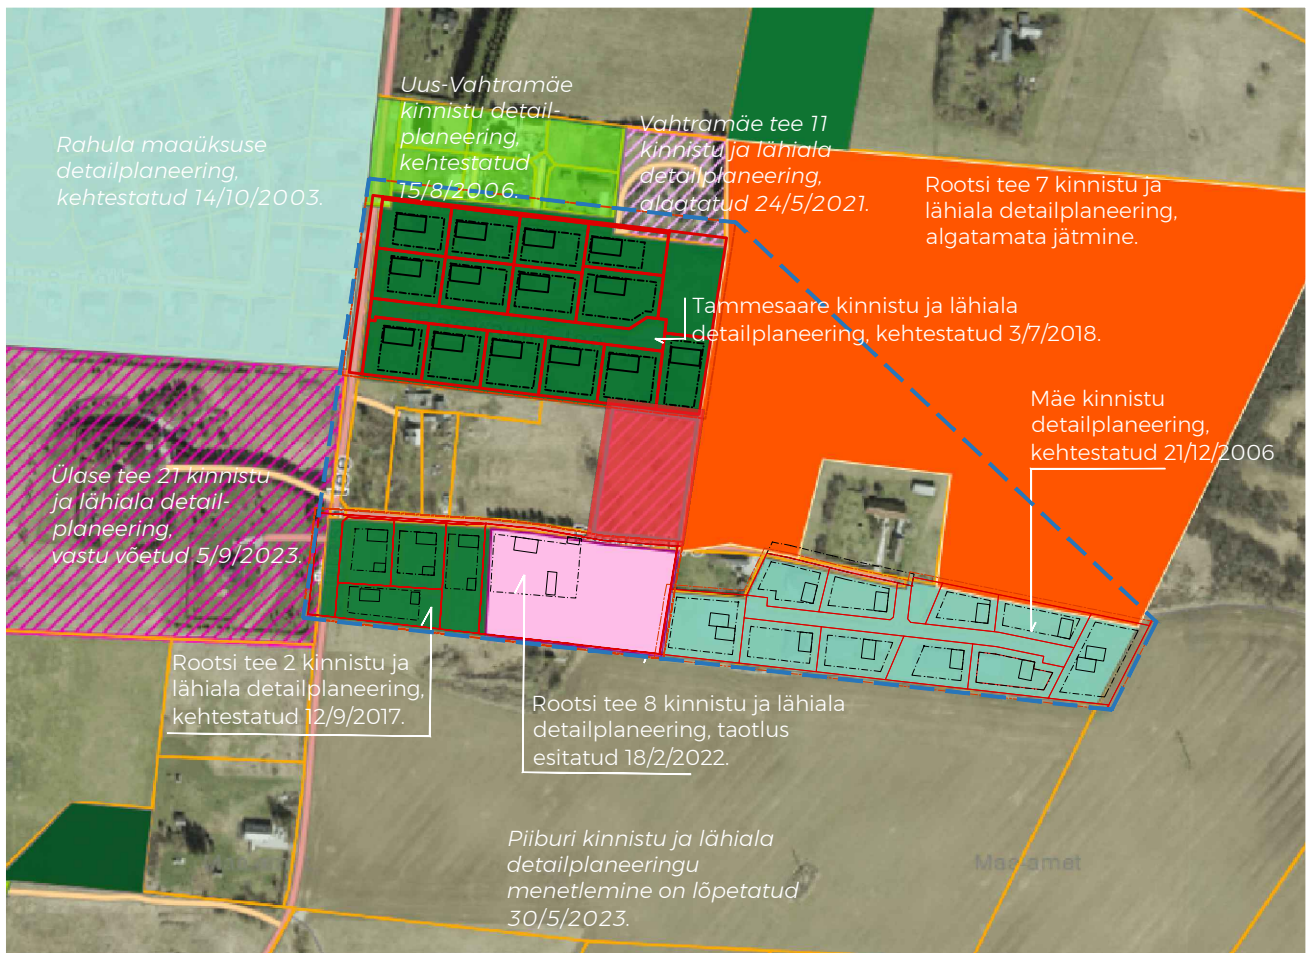 Uus-Vahtramäe
kinnistu detail-
planeering,
kehtestatud
15/8/2006.
Rahula maaüksuse
detailplaneering,
kehtestatud 14/10/2003.
Vahtramäe tee 11
kinnistu ja lähiala
detailplaneering,
algatatud 24/5/2021.
Rootsi tee 7 kinnistu ja
lähiala detailplaneering,
algatamata jätmine.
Tammesaare kinnistu ja lähiala
detailplaneering, kehtestatud 3/7/2018.
Mäe kinnistu
detailplaneering,
kehtestatud 21/12/2006
Ülase tee 21 kinnistu
ja lähiala detail-
planeering,
vastu võetud 5/9/2023.
Rootsi tee 2 kinnistu ja
lähiala detailplaneering,
kehtestatud 12/9/2017.
Rootsi tee 8 kinnistu ja lähiala
detailplaneering, taotlus
esitatud 18/2/2022.
Piiburi kinnistu ja lähiala
detailplaneeringu
menetlemine on lõpetatud
30/5/2023.
Maa-amet